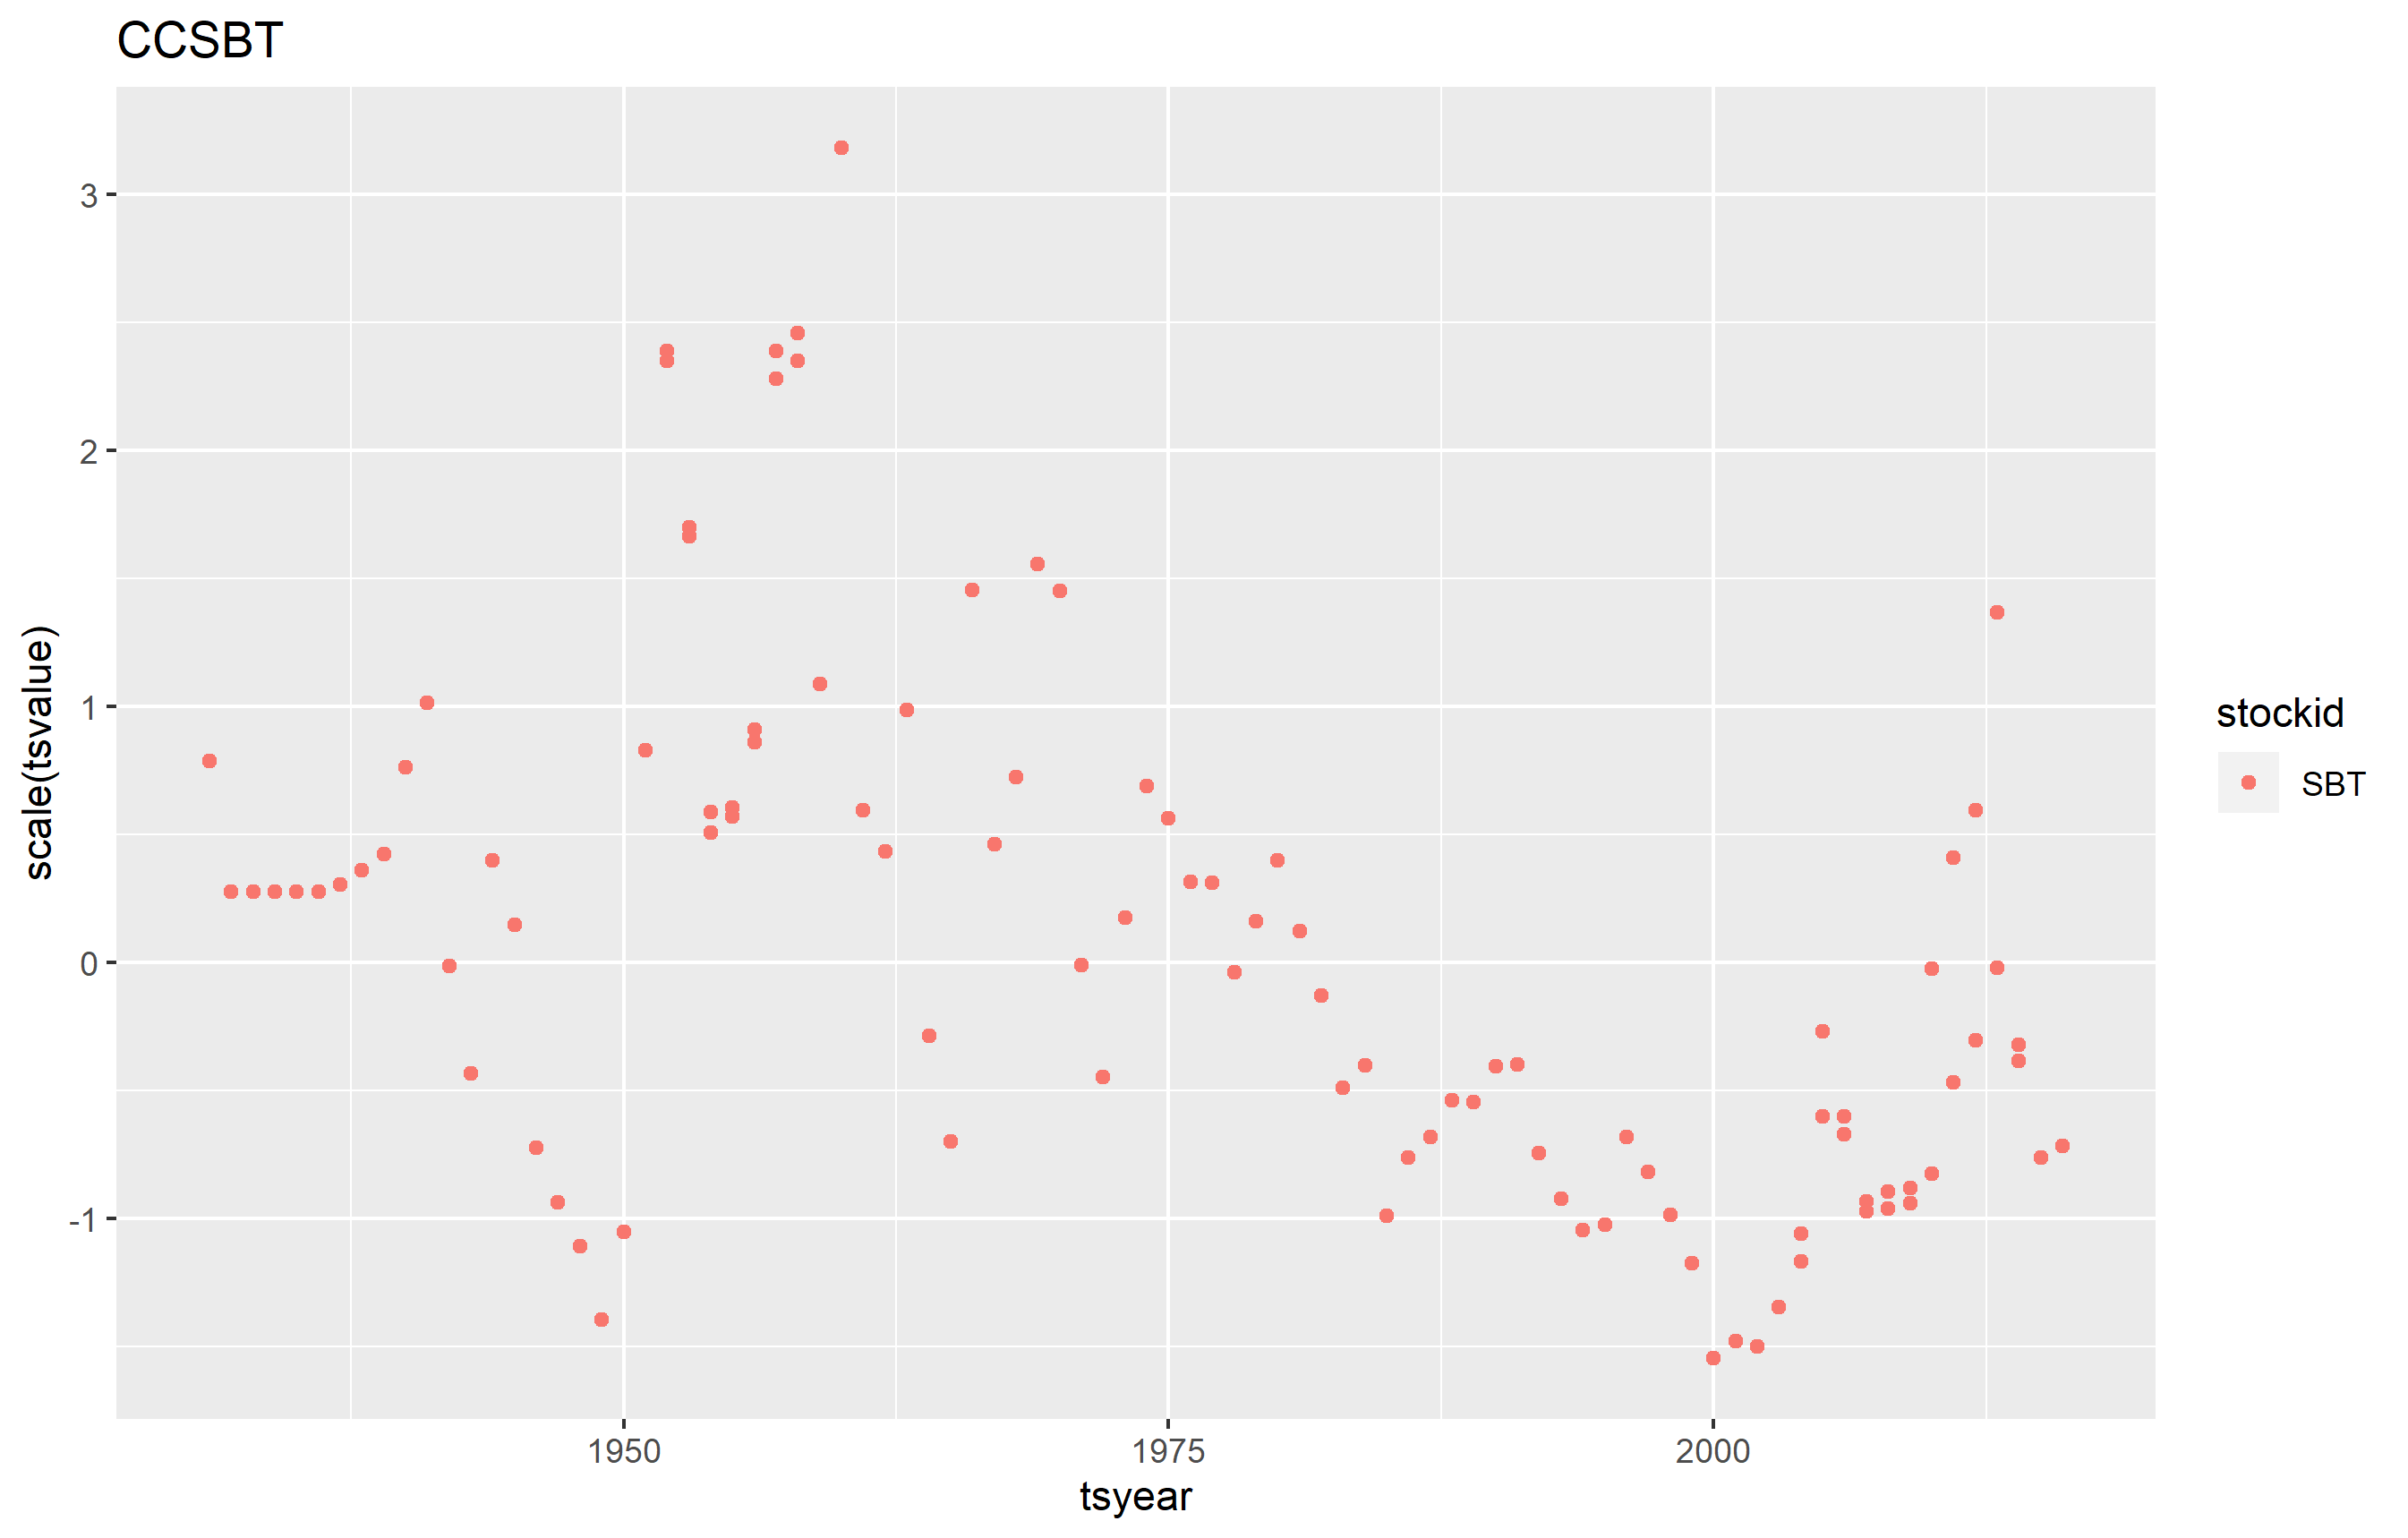 CCSBT
3
2
1
0
-1
scale(tsvalue)
1950
1975
2000
tsyear
stockid
SBT